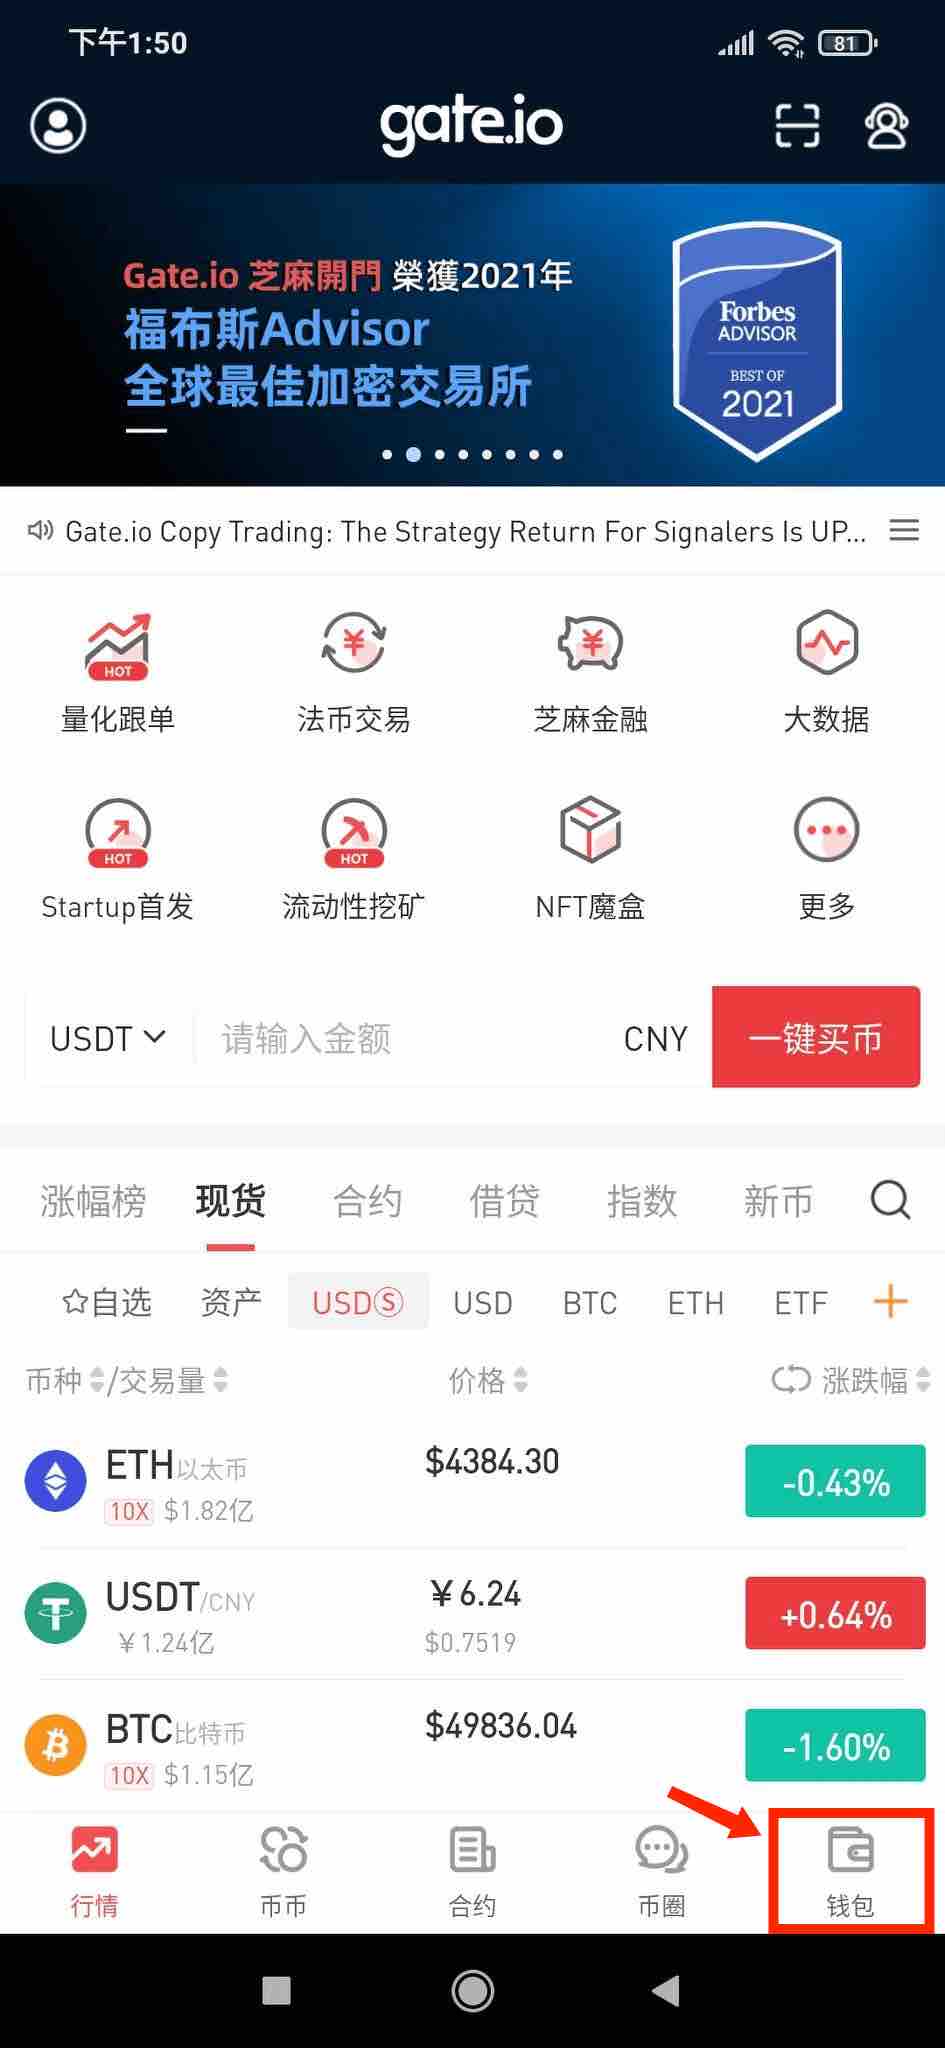 下午1:50
81
gate.io
Gate.io 芝麻開門 榮獲2021年
福布斯Advisor
全球最佳加密交易所
Forbes
ADVISOR
BEST OF
2021
Gate.io Copy Trading: The Strategy Return For Signalers Is UP...
HOT
量化跟单 法币交易 芝麻金融 大数据
HOT HOT
Startup首发 流动性挖矿 NFT魔盒 更多
USDT 请输入金额 CNY 一键买币
涨幅榜 现货 合约 借贷 指数 新币
自选 资产 USDⓈ USD BTC ETH ETF
币种/交易量 价格 涨跌幅
ETH以太币 $4384.30 -0.43%
10X $1.82亿
USDT/CNY ￥6.24 +0.64%
￥1.24亿 $0.7519
BTC比特币 $49836.04 -1.60%
10X $1.15亿
行情 币币 合约 币圈 钱包